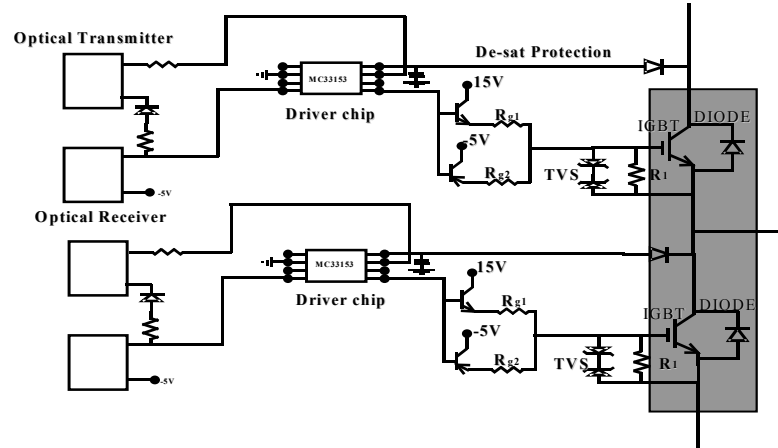 Optical Transmitter
MC33153
De-sat Protection
Driver chip
15V
Rg1
-5V
Rg2
IGBT
DIODE
TVS
R1
-5V
Optical Receiver
MC33153
Driver chip
15V
Rg1
-5V
Rg2
IGBT
DIODE
TVS
R1
-5V